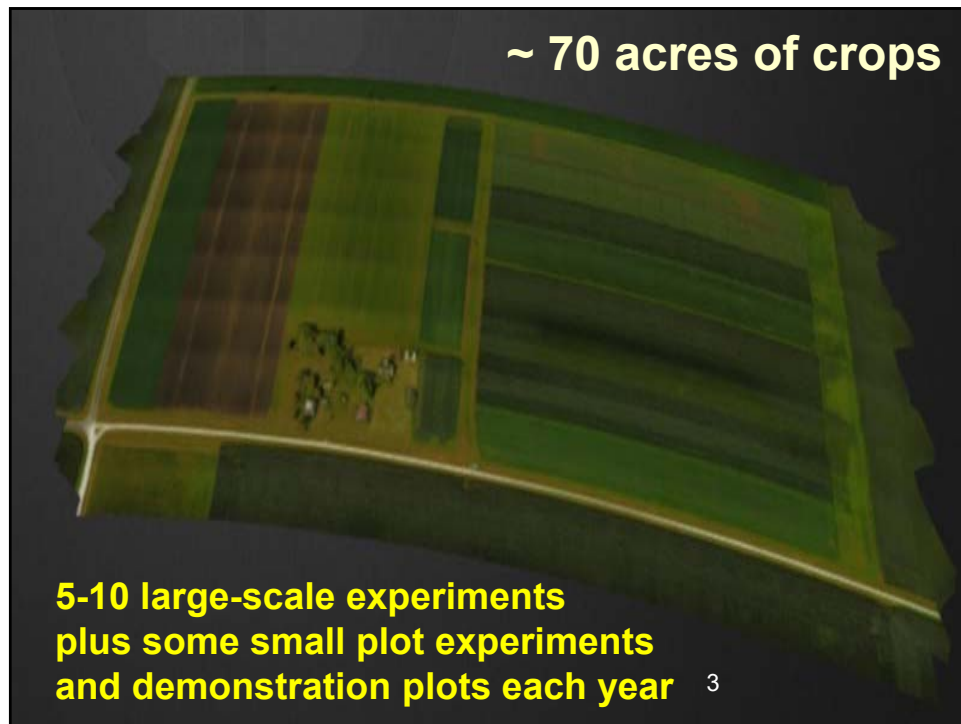 ~ 70 acres of crops
5-10 large-scale experiments
plus some small plot experiments
and demonstration plots each year
3